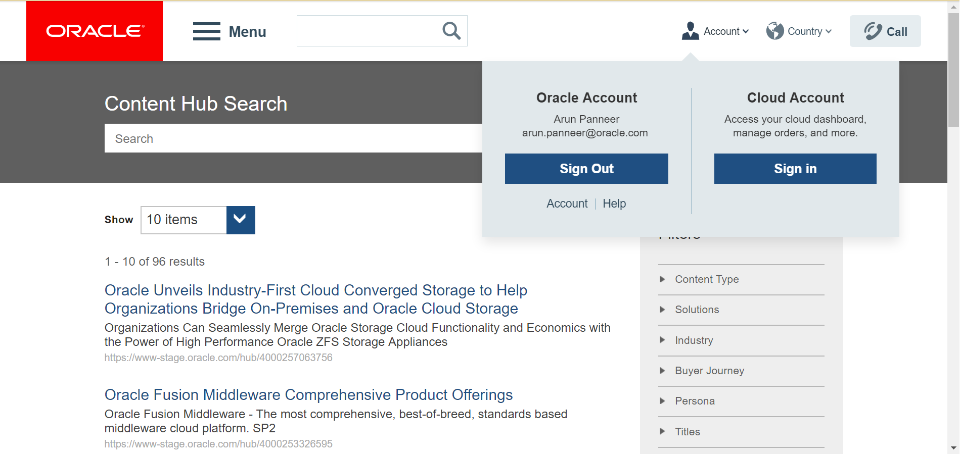 ORACLE
Menu
Account
Country
Call
Oracle Account
Arun Panneer
arun.panneer@oracle.com
Sign Out
Account | Help
Cloud Account
Access your cloud dashboard,
manage orders, and more.
Sign in
Content Hub Search
Search
Show
10 items
1 - 10 of 96 results
Oracle Unveils Industry-First Cloud Converged Storage to Help
Organizations Bridge On-Premises and Oracle Cloud Storage
Organizations Can Seamlessly Merge Oracle Storage Cloud Functionality and Economics with
the Power of High Performance Oracle ZFS Storage Appliances
https://www-stage.oracle.com/hub/4000257063756
Oracle Fusion Middleware Comprehensive Product Offerings
Oracle Fusion Middleware - The most comprehensive, best-of-breed, standards based
middleware cloud platform. SP2
https://www-stage.oracle.com/hub/4000253326595
Filters
Content Type
Solutions
Industry
Buyer Journey
Persona
Titles